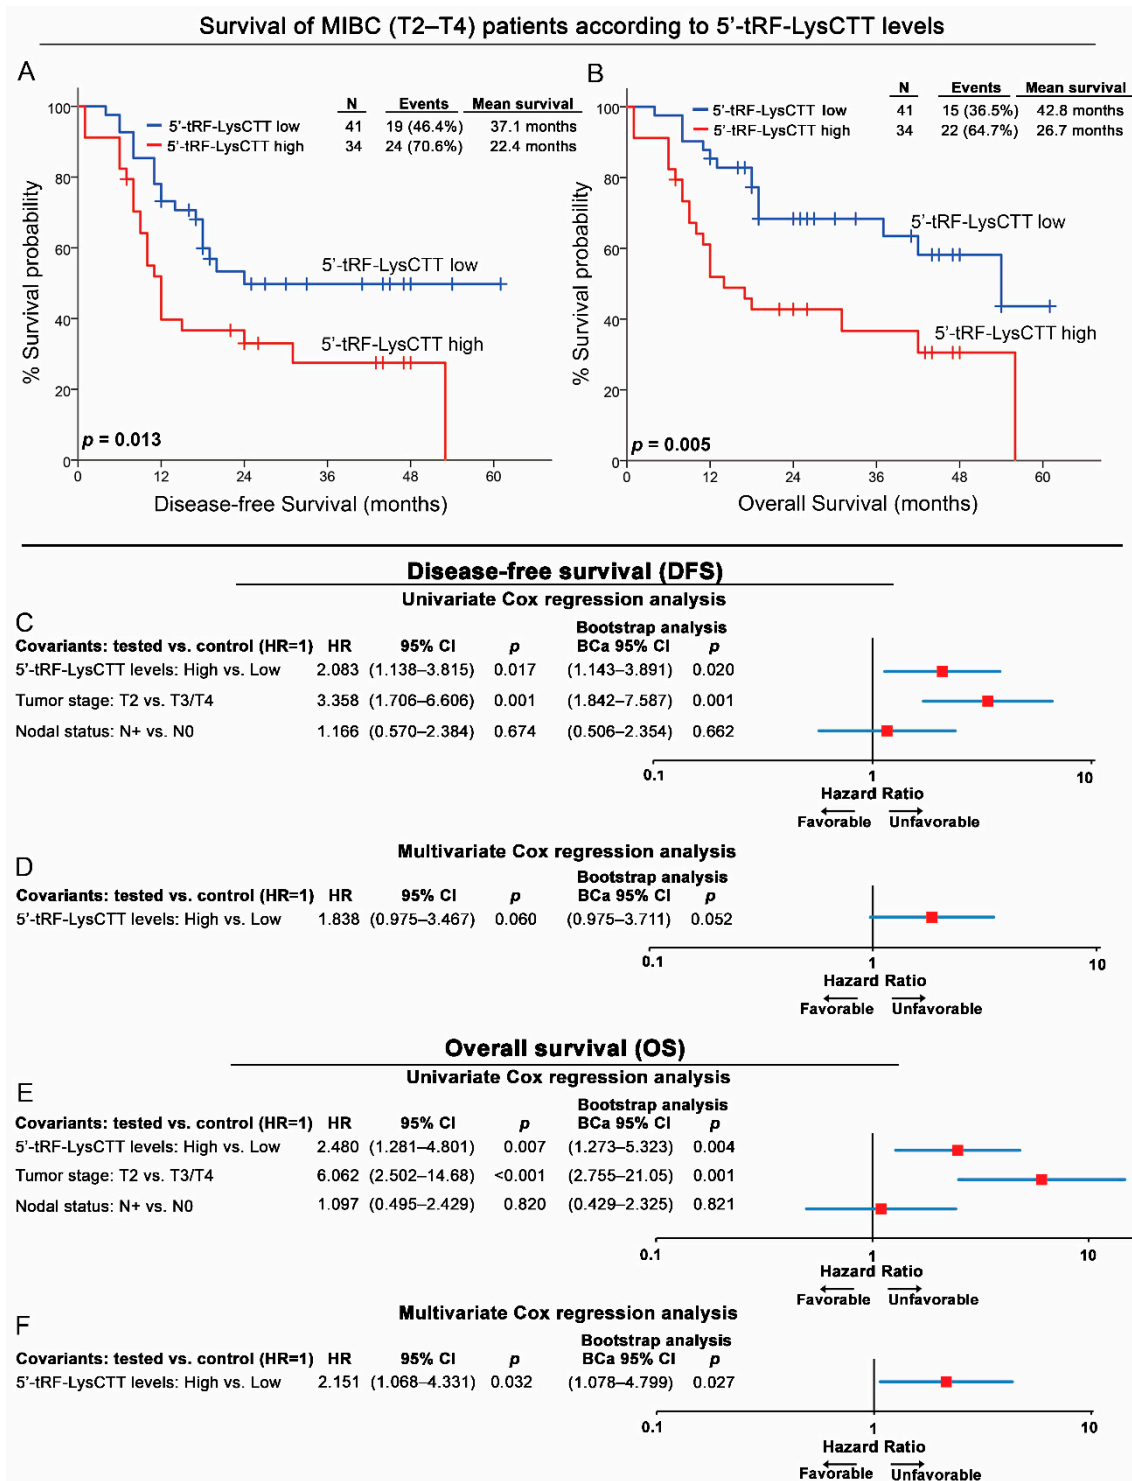 Survival of MIBC (T2–T4) patients according to 5’-tRF-LysCTT levels
A
N Events Mean survival
5’-tRF-LysCTT low 41 19 (46.4%) 37.1 months
5’-tRF-LysCTT high 34 24 (70.6%) 22.4 months
% Survival probability
100
80
60
40
20
0
5’-tRF-LysCTT low
5’-tRF-LysCTT high
p = 0.013
0 12 24 36 48 60
Disease-free Survival (months)
B
N Events Mean survival
5’-tRF-LysCTT low 41 15 (36.5%) 42.8 months
5’-tRF-LysCTT high 34 22 (64.7%) 26.7 months
% Survival probability
100
80
60
40
20
0
5’-tRF-LysCTT low
5’-tRF-LysCTT high
p = 0.005
0 12 24 36 48 60
Overall Survival (months)
Disease-free survival (DFS)
Univariate Cox regression analysis
C
Bootstrap analysis
Covariants: tested vs. control (HR=1) HR 95% CI p BCa 95% CI p
5’-tRF-LysCTT levels: High vs. Low 2.083 (1.138–3.815) 0.017 (1.143–3.891) 0.020
Tumor stage: T2 vs. T3/T4 3.358 (1.706–6.606) 0.001 (1.842–7.587) 0.001
Nodal status: N+ vs. N0 1.166 (0.570–2.384) 0.674 (0.506–2.354) 0.662
0.1 1 10
Hazard Ratio
Favorable Unfavorable
Multivariate Cox regression analysis
D
Bootstrap analysis
Covariants: tested vs. control (HR=1) HR 95% CI p BCa 95% CI p
5’-tRF-LysCTT levels: High vs. Low 1.838 (0.975–3.467) 0.060 (0.975–3.711) 0.052
0.1 1 10
Hazard Ratio
Favorable Unfavorable
Overall survival (OS)
Univariate Cox regression analysis
E
Bootstrap analysis
Covariants: tested vs. control (HR=1) HR 95% CI p BCa 95% CI p
5’-tRF-LysCTT levels: High vs. Low 2.480 (1.281–4.801) 0.007 (1.273–5.323) 0.004
Tumor stage: T2 vs. T3/T4 6.062 (2.502–14.68) <0.001 (2.755–21.05) 0.001
Nodal status: N+ vs. N0 1.097 (0.495–2.429) 0.820 (0.429–2.325) 0.821
0.1 1 10
Hazard Ratio
Favorable Unfavorable
Multivariate Cox regression analysis
F
Bootstrap analysis
Covariants: tested vs. control (HR=1) HR 95% CI p BCa 95% CI p
5’-tRF-LysCTT levels: High vs. Low 2.151 (1.068–4.331) 0.032 (1.078–4.799) 0.027
0.1 1 10
Hazard Ratio
Favorable Unfavorable